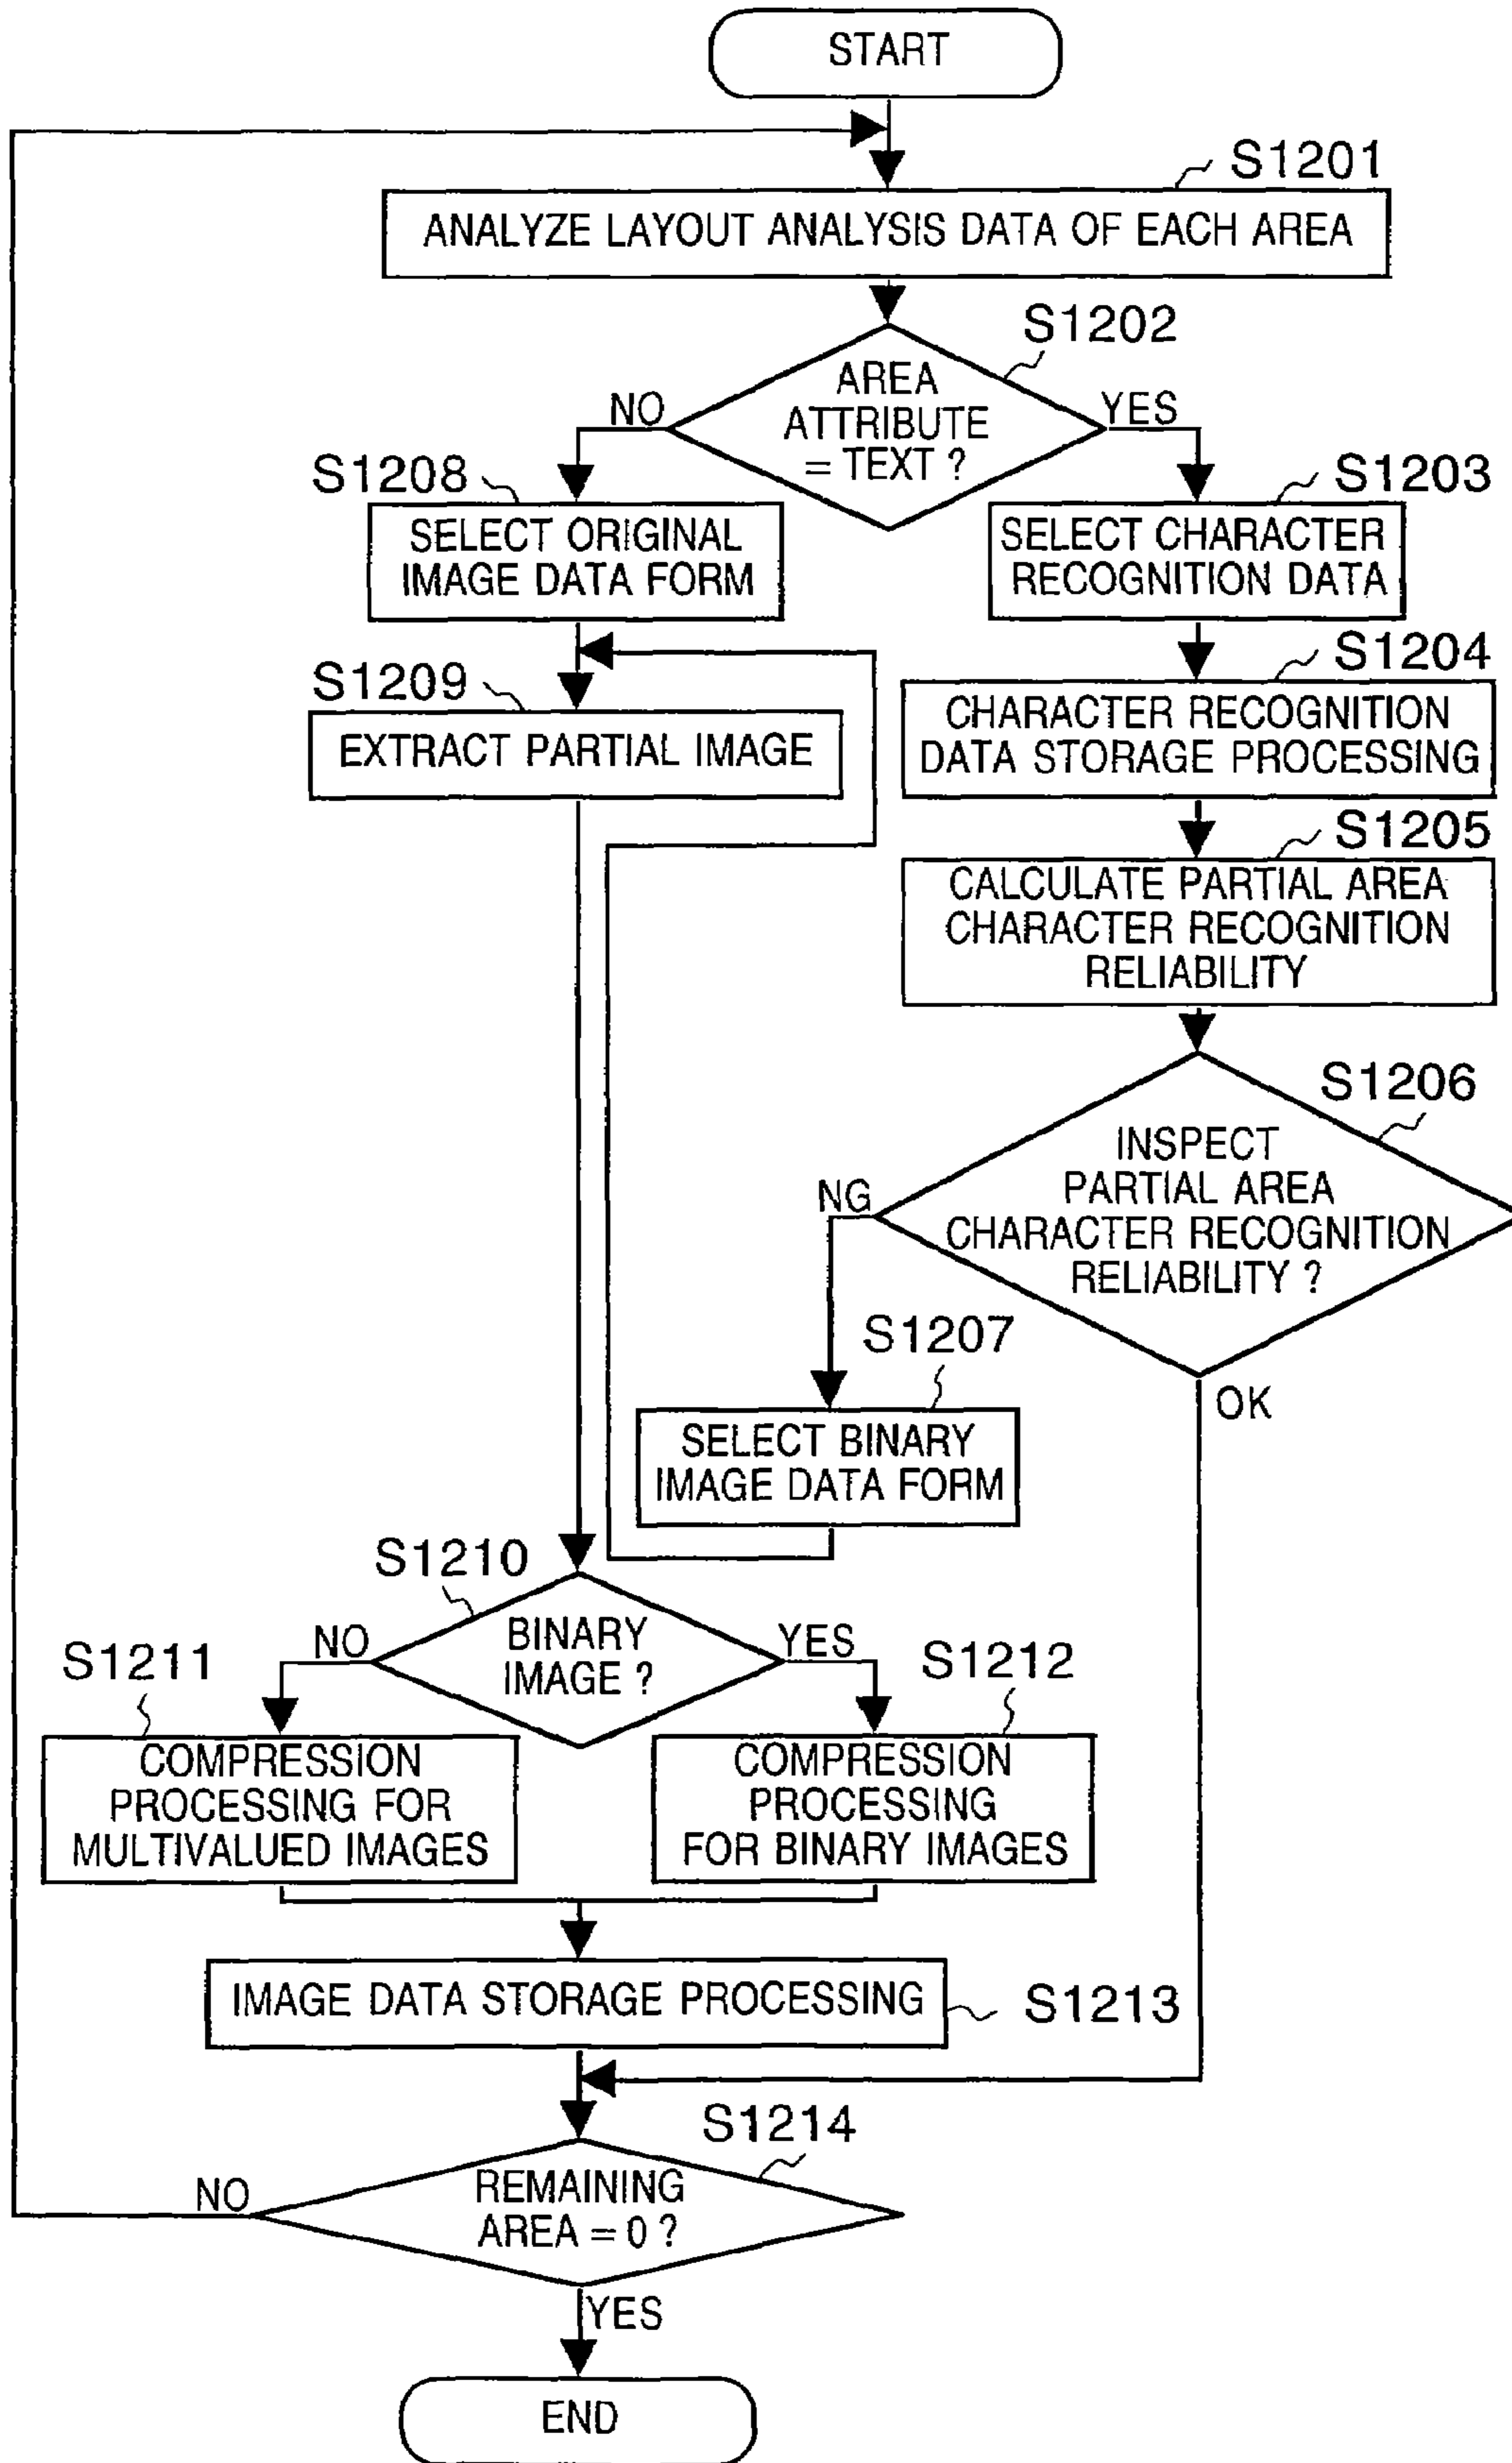 START
S1201
ANALYZE LAYOUT ANALYSIS DATA OF EACH AREA
S1202
AREA
ATTRIBUTE
= TEXT ?
NO
YES
S1208
SELECT ORIGINAL
IMAGE DATA FORM
S1203
SELECT CHARACTER
RECOGNITION DATA
S1209
EXTRACT PARTIAL IMAGE
S1204
CHARACTER RECOGNITION
DATA STORAGE PROCESSING
S1205
CALCULATE PARTIAL AREA
CHARACTER RECOGNITION
RELIABILITY
S1206
INSPECT
PARTIAL AREA
CHARACTER RECOGNITION
RELIABILITY ?
NG
OK
S1207
SELECT BINARY
IMAGE DATA FORM
S1210
BINARY
IMAGE ?
NO
YES
S1211
COMPRESSION
PROCESSING FOR
MULTIVALUED IMAGES
S1212
COMPRESSION
PROCESSING
FOR BINARY IMAGES
IMAGE DATA STORAGE PROCESSING
S1213
S1214
REMAINING
AREA = 0 ?
NO
YES
END